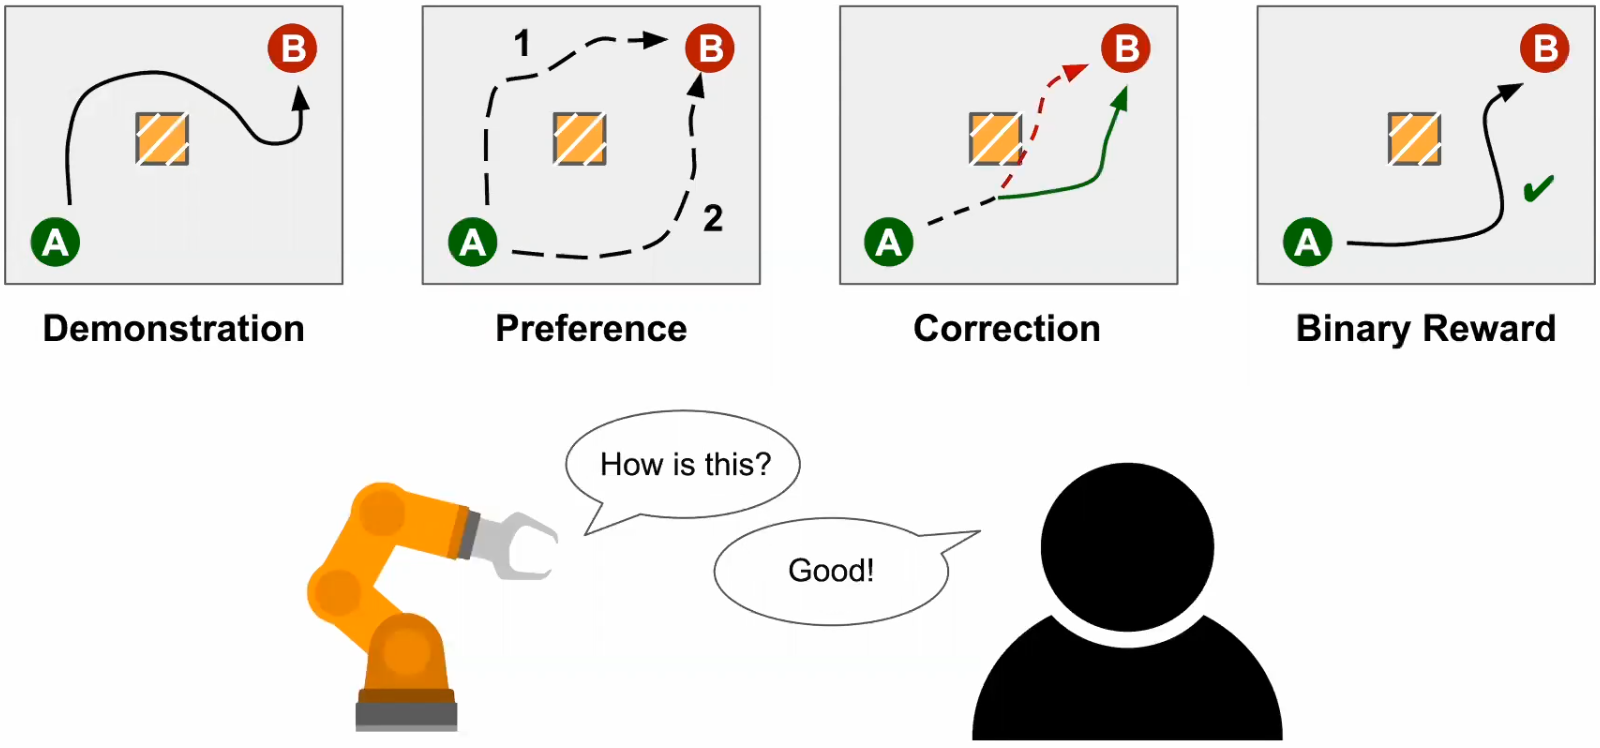 B
A
Demonstration
1
B
2
A
Preference
B
A
Correction
B
A
Binary Reward
How is this?
Good!